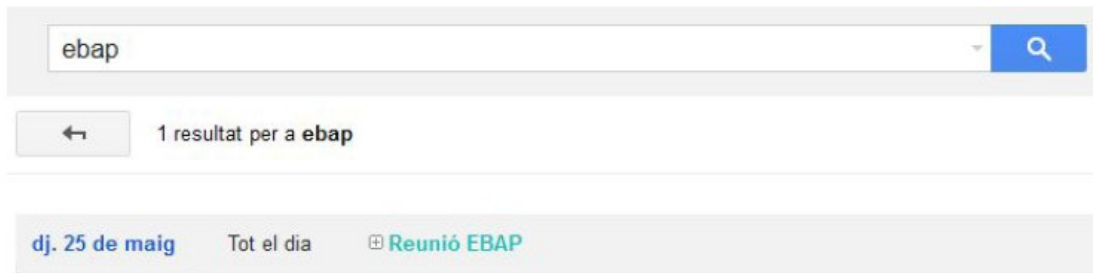 ebap
1 resultat per a ebap
dj. 25 de maig Tot el dia Reunió EBAP